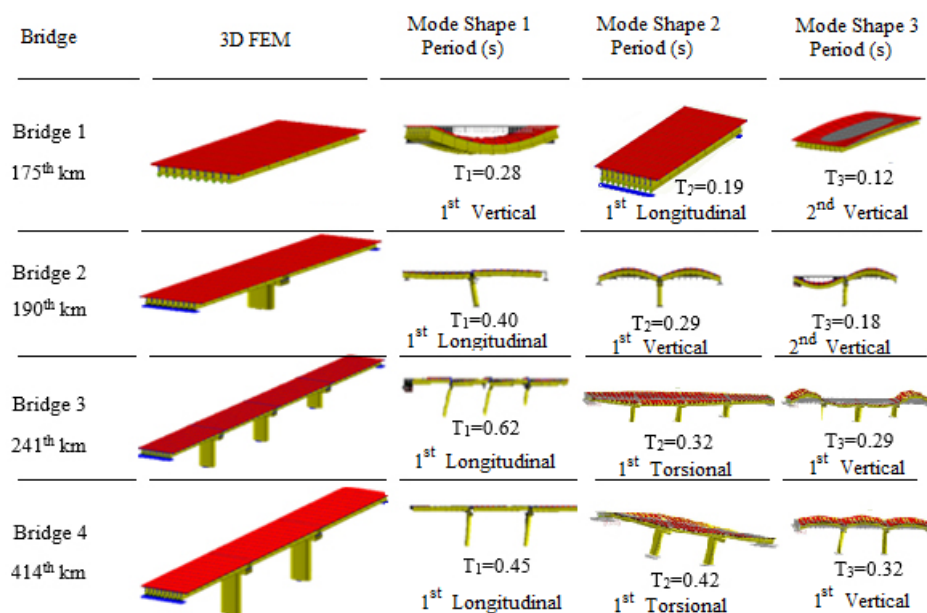 Bridge 3D FEM Mode Shape 1 Mode Shape 2 Mode Shape 3
Period (s) Period (s) Period (s)
Bridge 1
175th km
T1=0.28 T2=0.19 T3=0.12
1st Vertical 1st Longitudinal 2nd Vertical
Bridge 2
190th km
T1=0.40 T2=0.29 T3=0.18
1st Longitudinal 1st Vertical 2nd Vertical
Bridge 3
241th km
T1=0.62 T2=0.32 T3=0.29
1st Longitudinal 1st Torsional 1st Vertical
Bridge 4
414th km
T1=0.45 T2=0.42 T3=0.32
1st Longitudinal 1st Torsional 1st Vertical